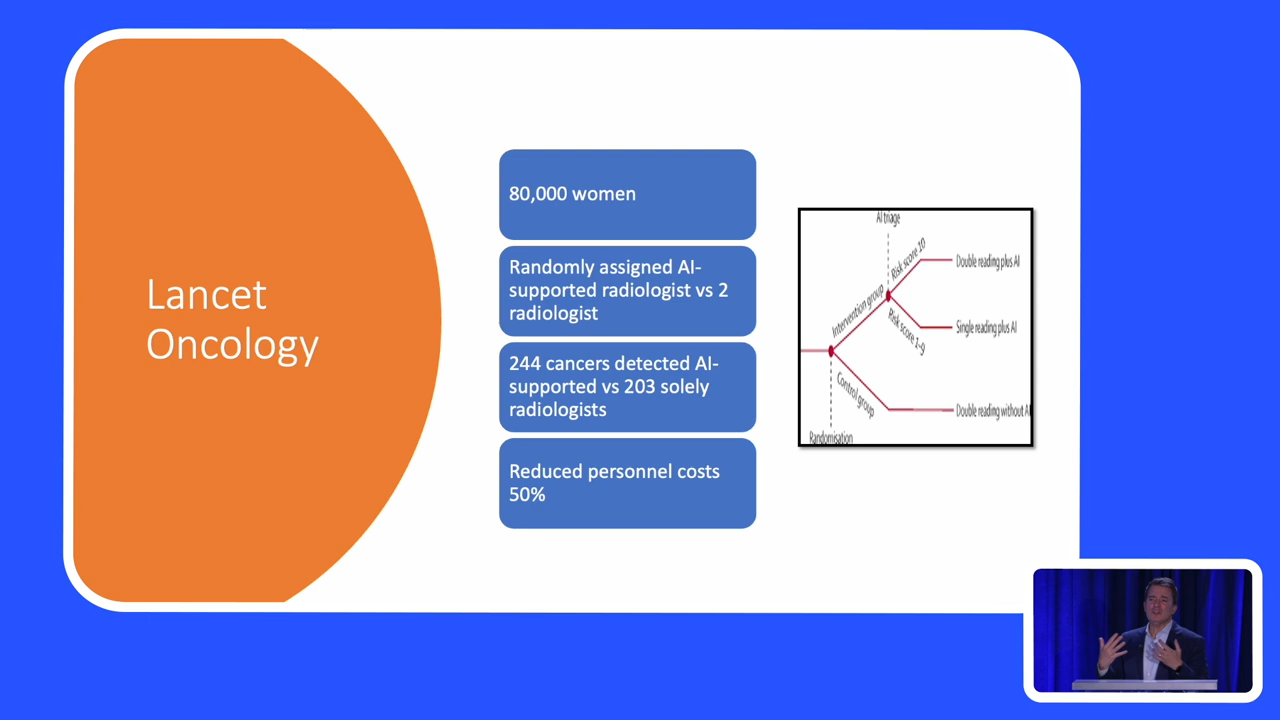 Lancet
Oncology
80,000 women
Randomly assigned AI-
supported radiologist vs 2
radiologist
244 cancers detected AI-
supported vs 203 solely
radiologists
Reduced personnel costs
50%
AI triage
Risk score 10
Double reading plus AI
Intervention group
Risk score 1-9
Single reading plus AI
Control group
Double reading without AI
Randomisation